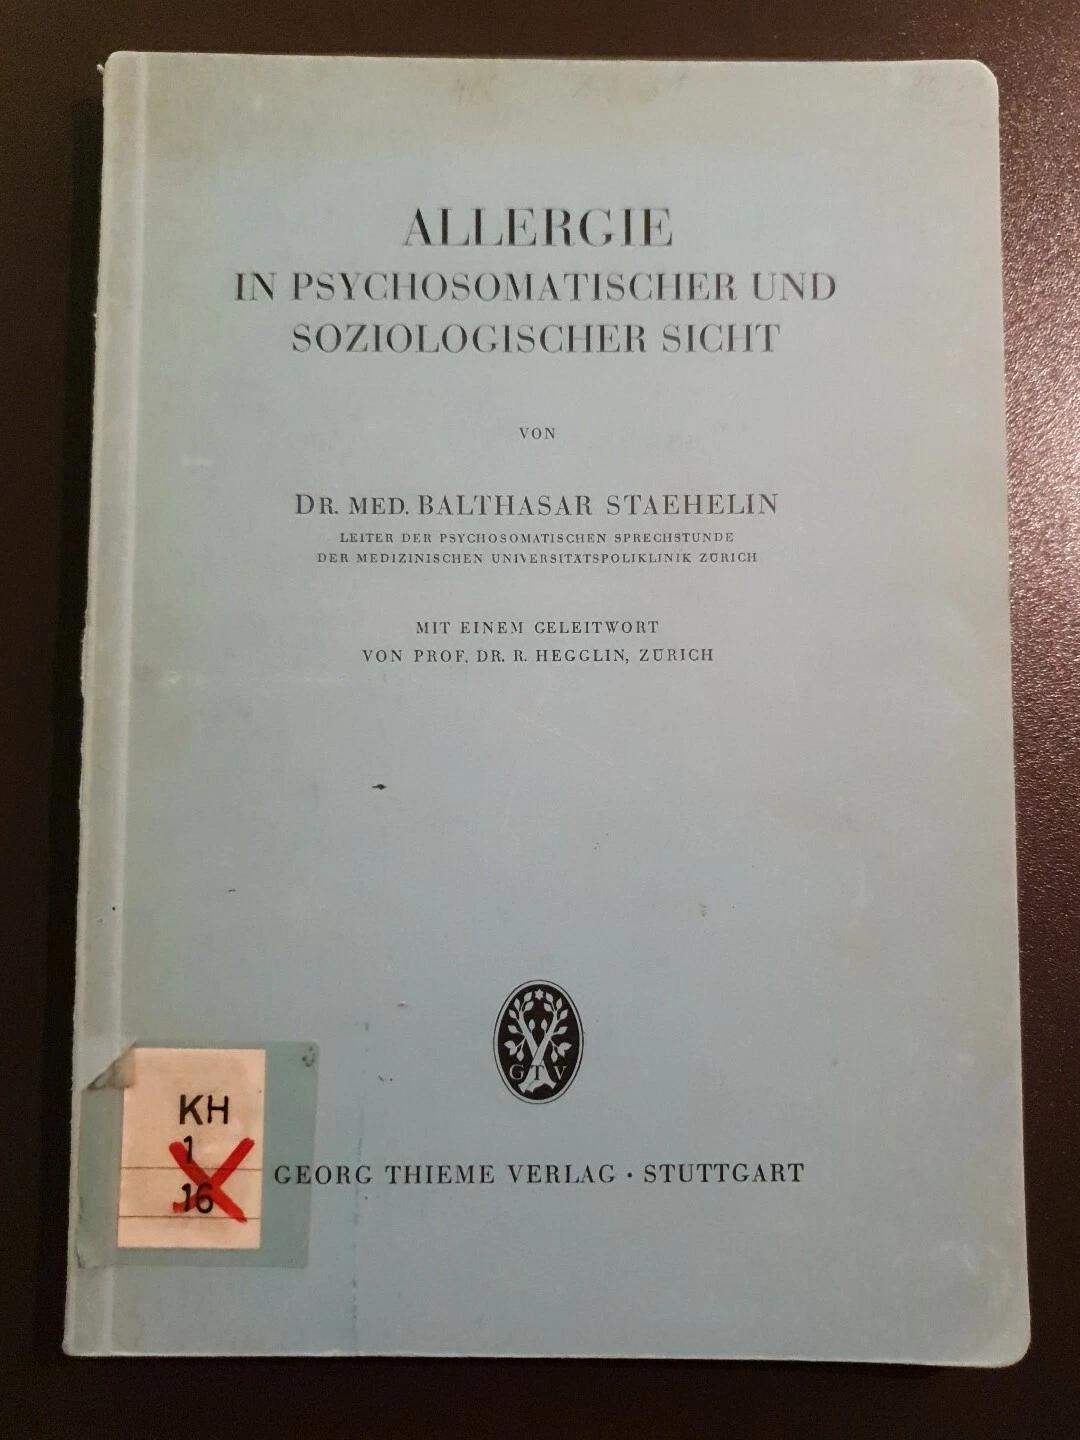 ALLERGIE
IN PSYCHOSOMATISCHER UND
SOZIOLOGISCHER SICHT
VON
DR. MED. BALTHASAR STAEHELIN
LEITER DER PSYCHOSOMATISCHEN SPRECHSTUNDE
DER MEDIZINISCHEN UNIVERSITÄTSPOLIKLINIK ZÜRICH
MIT EINEM GELEITWORT
VON PROF. DR. R. HEGGLIN, ZÜRICH
GTV
KH
1
16
GEORG THIEME VERLAG · STUTTGART